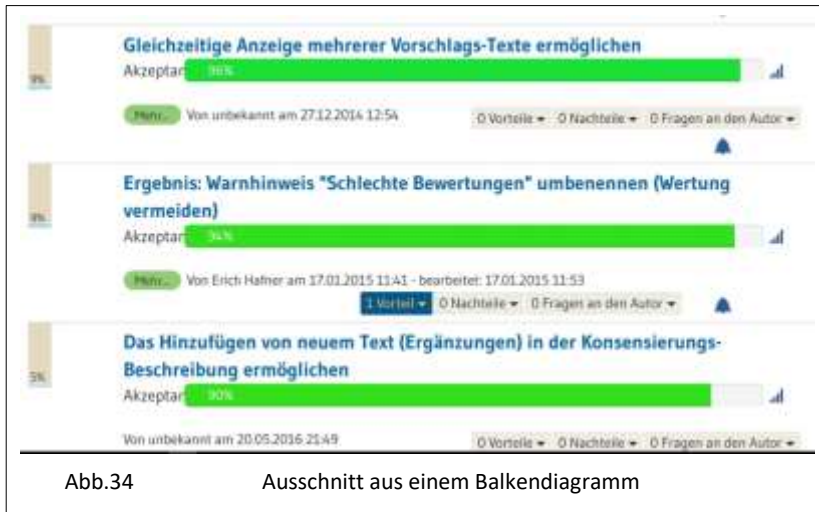 Gleichzeitige Anzeige mehrerer Vorschlags-Texte ermöglichen
9%
Akzeptan 96%
Mehr... Von unbekannt am 27.12.2014 12:54 0 Vorteile 0 Nachteile 0 Fragen an den Autor
Ergebnis: Warnhinweis "Schlechte Bewertungen" umbenennen (Wertung
vermeiden)
9%
Akzeptan 94%
Mehr... Von Erich Hafner am 17.01.2015 11:41 - bearbeitet: 17.01.2015 11:53
1 Vorteil 0 Nachteile 0 Fragen an den Autor
Das Hinzufügen von neuem Text (Ergänzungen) in der Konsensierungs-
Beschreibung ermöglichen
5%
Akzeptan 90%
Von unbekannt am 20.05.2016 21:49 0 Vorteile 0 Nachteile 0 Fragen an den Autor
Abb.34 Ausschnitt aus einem Balkendiagramm